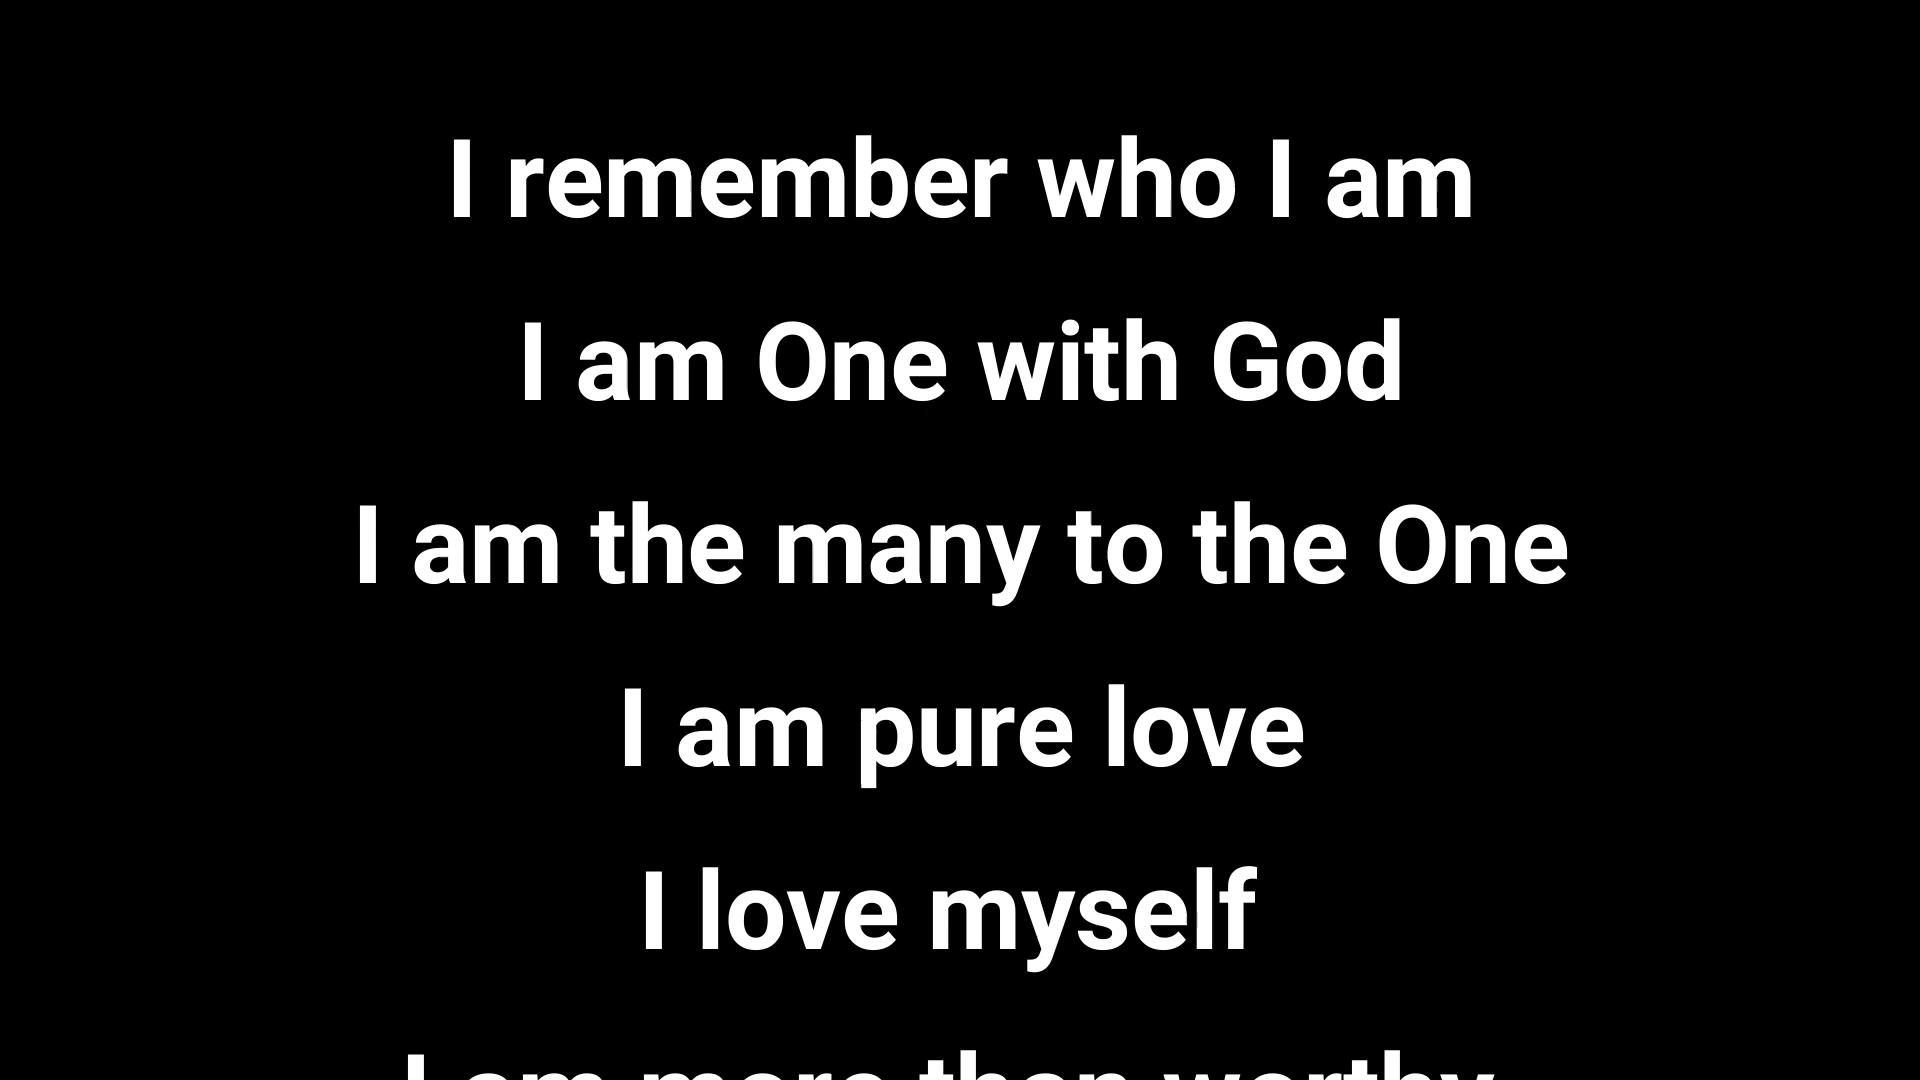 I remember who I am
I am One with God
I am the many to the One
I am pure love
I love myself
I am more than worthy